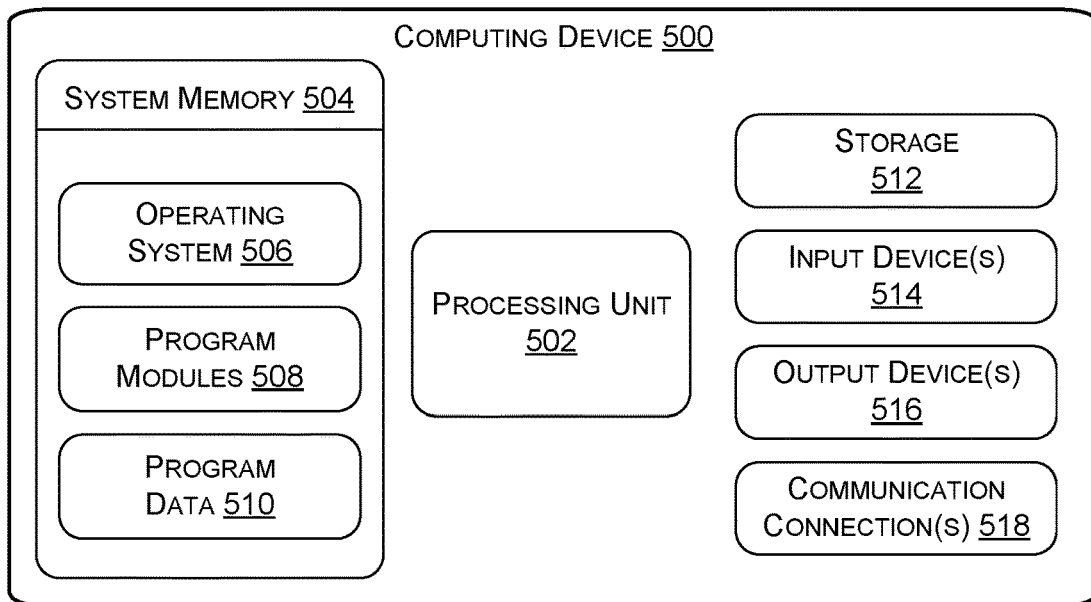 COMPUTING DEVICE 500
SYSTEM MEMORY 504
OPERATING
SYSTEM 506
PROGRAM
MODULES 508
PROGRAM
DATA 510
PROCESSING UNIT
502
STORAGE
512
INPUT DEVICE(S)
514
OUTPUT DEVICE(S)
516
COMMUNICATION
CONNECTION(S) 518